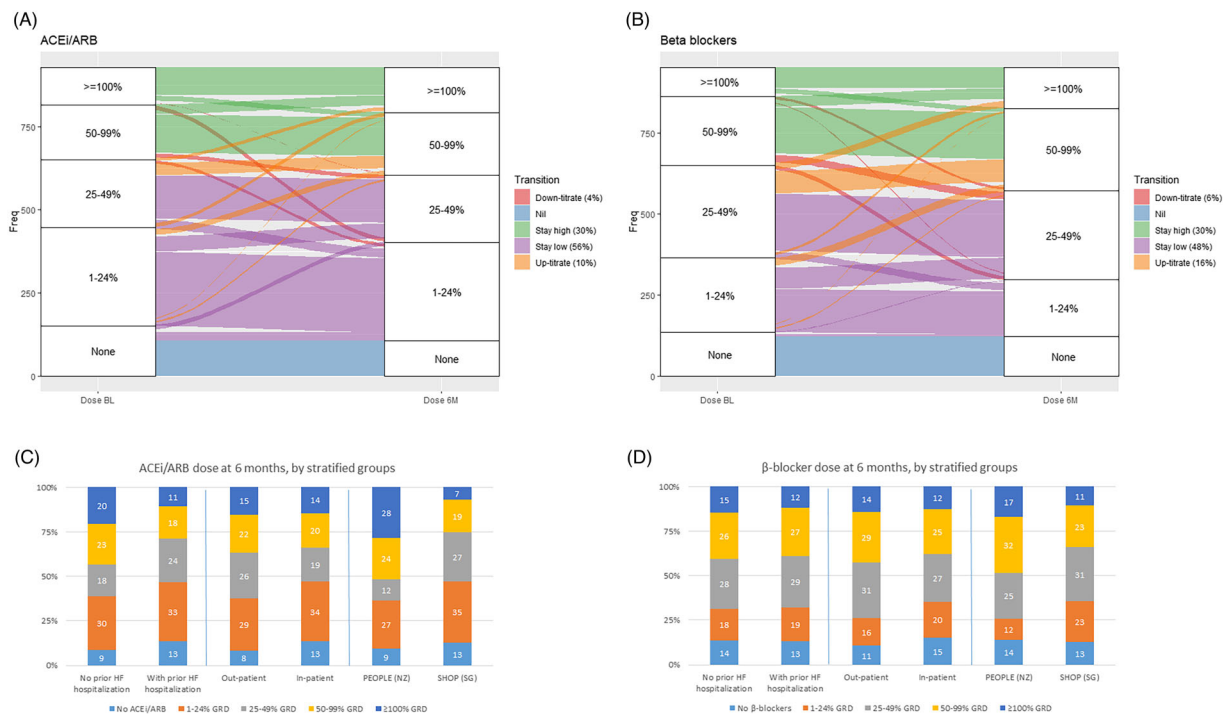 (A)
ACEi/ARB
Freq
750
500
250
0
>=100%
50-99%
25-49%
1-24%
None
>=100%
50-99%
25-49%
1-24%
None
Dose BL
Dose 6M
Transition
Down-titrate (4%)
Nil
Stay high (30%)
Stay low (56%)
Up-titrate (10%)
(B)
Beta blockers
Freq
750
500
250
0
>=100%
50-99%
25-49%
1-24%
None
>=100%
50-99%
25-49%
1-24%
None
Dose BL
Dose 6M
Transition
Down-titrate (6%)
Nil
Stay high (30%)
Stay low (48%)
Up-titrate (16%)
(C)
ACEi/ARB dose at 6 months, by stratified groups
100%
75%
50%
25%
0%
20 11 15 14 28 7
23 18 22 20 24 19
18 24 26 19 12 27
30 33 29 34 27 35
9 13 8 13 9 13
No prior HF hospitalization
With prior HF hospitalization
Out-patient
In-patient
PEOPLE (NZ)
SHOP (SG)
No ACEi/ARB 1-24% GRD 25-49% GRD 50-99% GRD ≥100% GRD
(D)
β-blocker dose at 6 months, by stratified groups
100%
75%
50%
25%
0%
15 12 14 12 17 11
26 27 29 25 32 23
28 29 31 27 25 31
18 19 16 20 12 23
14 13 11 15 14 13
No prior HF hospitalization
With prior HF hospitalization
Out-patient
In-patient
PEOPLE (NZ)
SHOP (SG)
No β-blockers 1-24% GRD 25-49% GRD 50-99% GRD ≥100% GRD